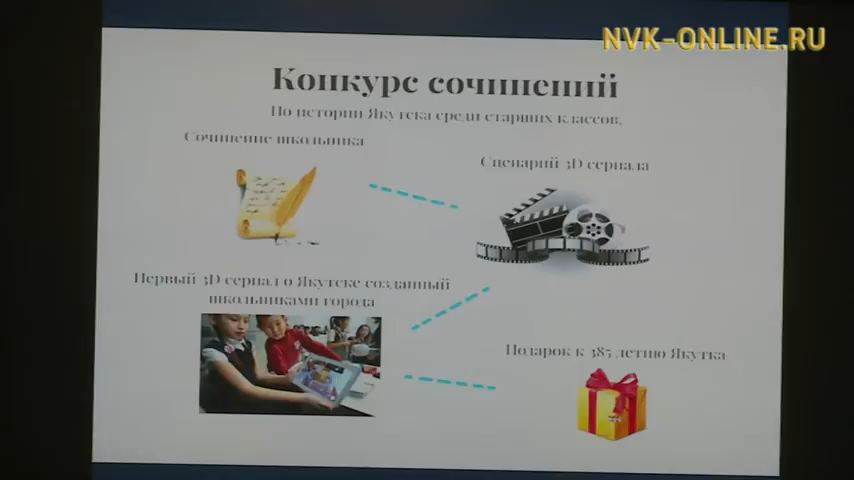 NVK-ONLINE.RU
Конкурс сочинений
По истории Якутска среди старших классов.
Сочинение школьника
Сценарий 3D сериала
Первый 3D сериал о Якутске созданный
школьниками города
Подарок к 385 летию Якутка